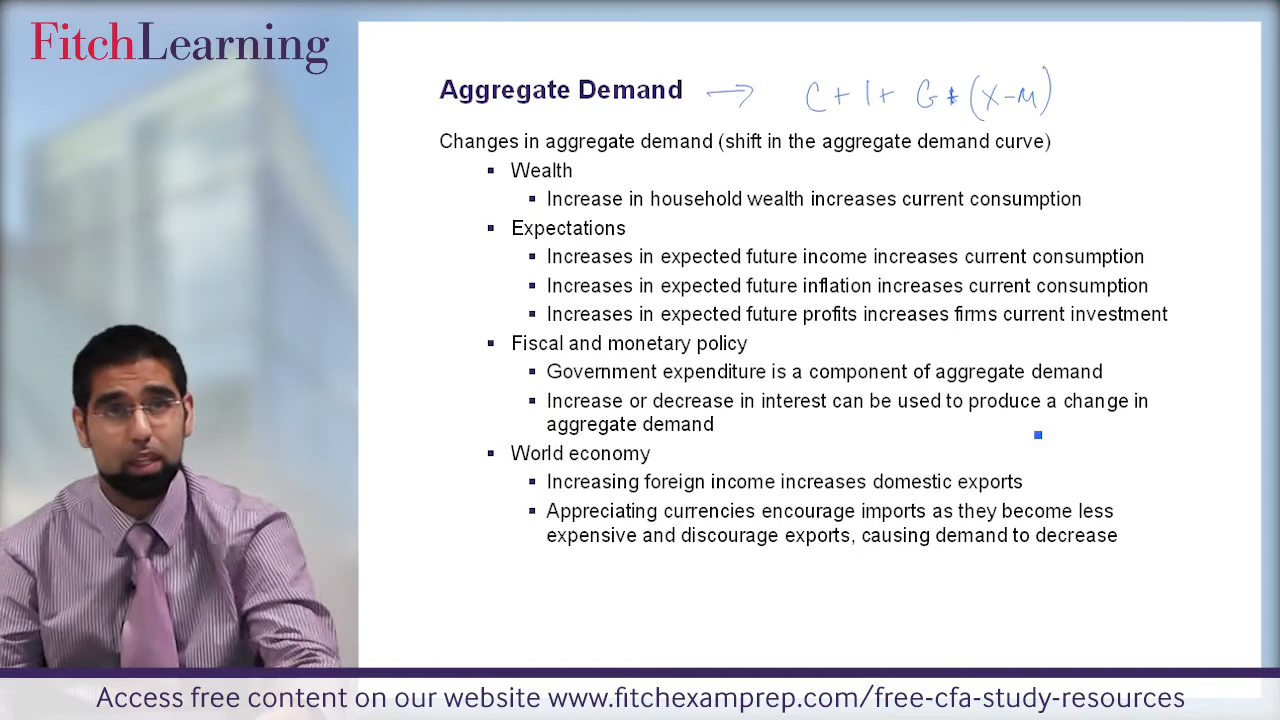 FitchLearning
Aggregate Demand → C + I + G + (X - M)
Changes in aggregate demand (shift in the aggregate demand curve)
▪ Wealth
▪ Increase in household wealth increases current consumption
▪ Expectations
▪ Increases in expected future income increases current consumption
▪ Increases in expected future inflation increases current consumption
▪ Increases in expected future profits increases firms current investment
▪ Fiscal and monetary policy
▪ Government expenditure is a component of aggregate demand
▪ Increase or decrease in interest can be used to produce a change in
aggregate demand
▪ World economy
▪ Increasing foreign income increases domestic exports
▪ Appreciating currencies encourage imports as they become less
expensive and discourage exports, causing demand to decrease
Access free content on our website www.fitchexamprep.com/free-cfa-study-resources